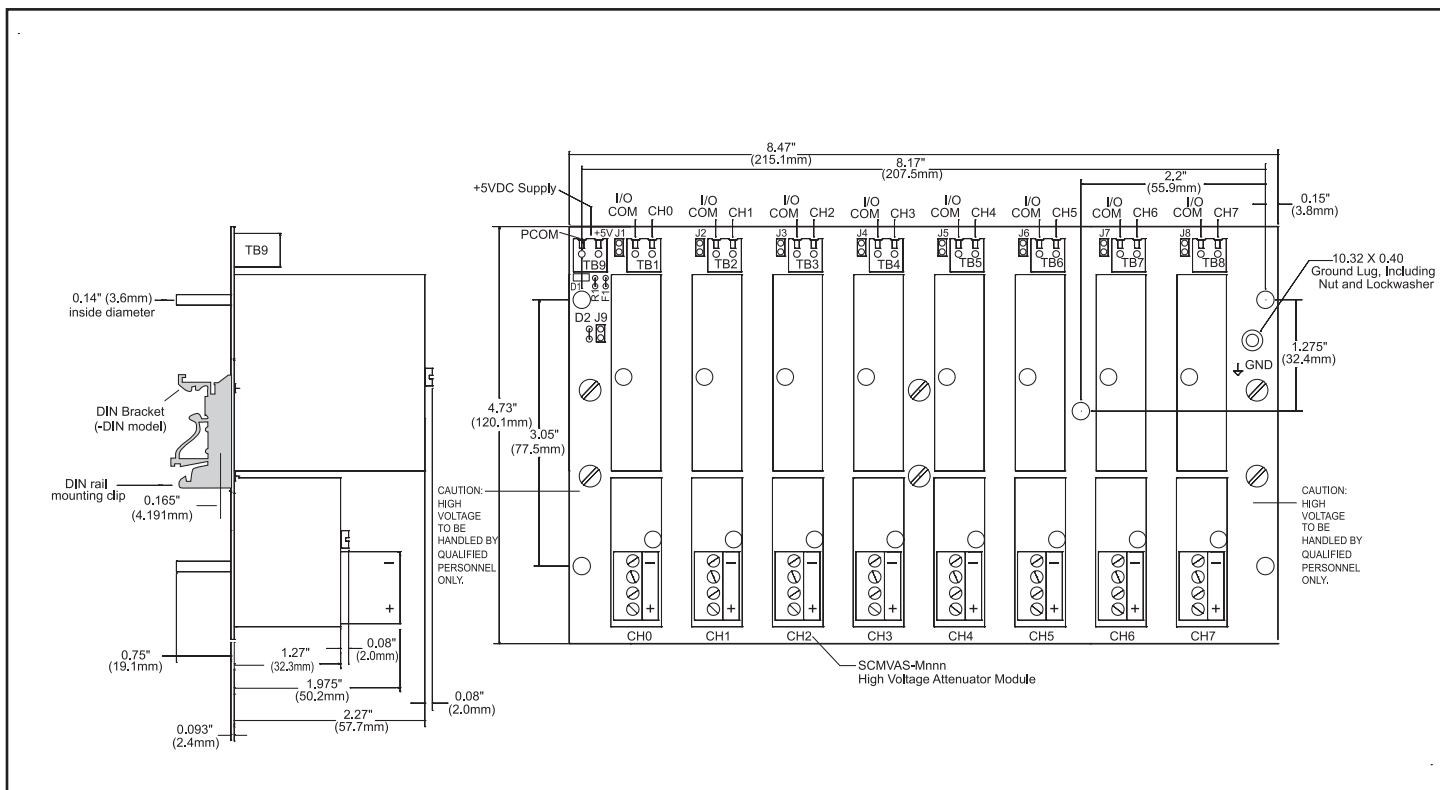 8.47"
(215.1mm)
8.17"
(207.5mm)
2.2"
(55.9mm)
0.15"
(3.8mm)
+5VDC Supply
I/O
COM CH0
I/O
COM CH1
I/O
COM CH2
I/O
COM CH3
I/O
COM CH4
I/O
COM CH5
I/O
COM CH6
I/O
COM CH7
PCOM
+5V J1 J2 J3 J4 J5 J6 J7 J8
TB9 TB1 TB2 TB3 TB4 TB5 TB6 TB7 TB8
D1 R1 F1
D2 J9
10.32 X 0.40
Ground Lug, Including
Nut and Lockwasher
1.275"
(32.4mm)
GND
4.73"
(120.1mm)
3.05"
(77.5mm)
TB9
0.14" (3.6mm)
inside diameter
DIN Bracket
(-DIN model)
DIN rail
mounting clip
0.165"
(4.191mm)
CAUTION:
HIGH
VOLTAGE
TO BE
HANDLED BY
QUALIFIED
PERSONNEL
ONLY.
CAUTION:
HIGH
VOLTAGE
TO BE
HANDLED BY
QUALIFIED
PERSONNEL
ONLY.
–
+
– – – – – – – –
+ + + + + + + +
CH0 CH1 CH2 CH3 CH4 CH5 CH6 CH7
SCMVAS-Mnnn
High Voltage Attenuator Module
0.75"
(19.1mm)
1.27"
(32.3mm)
0.08"
(2.0mm)
1.975"
(50.2mm)
0.08"
(2.0mm)
2.27"
(57.7mm)
0.093"
(2.4mm)